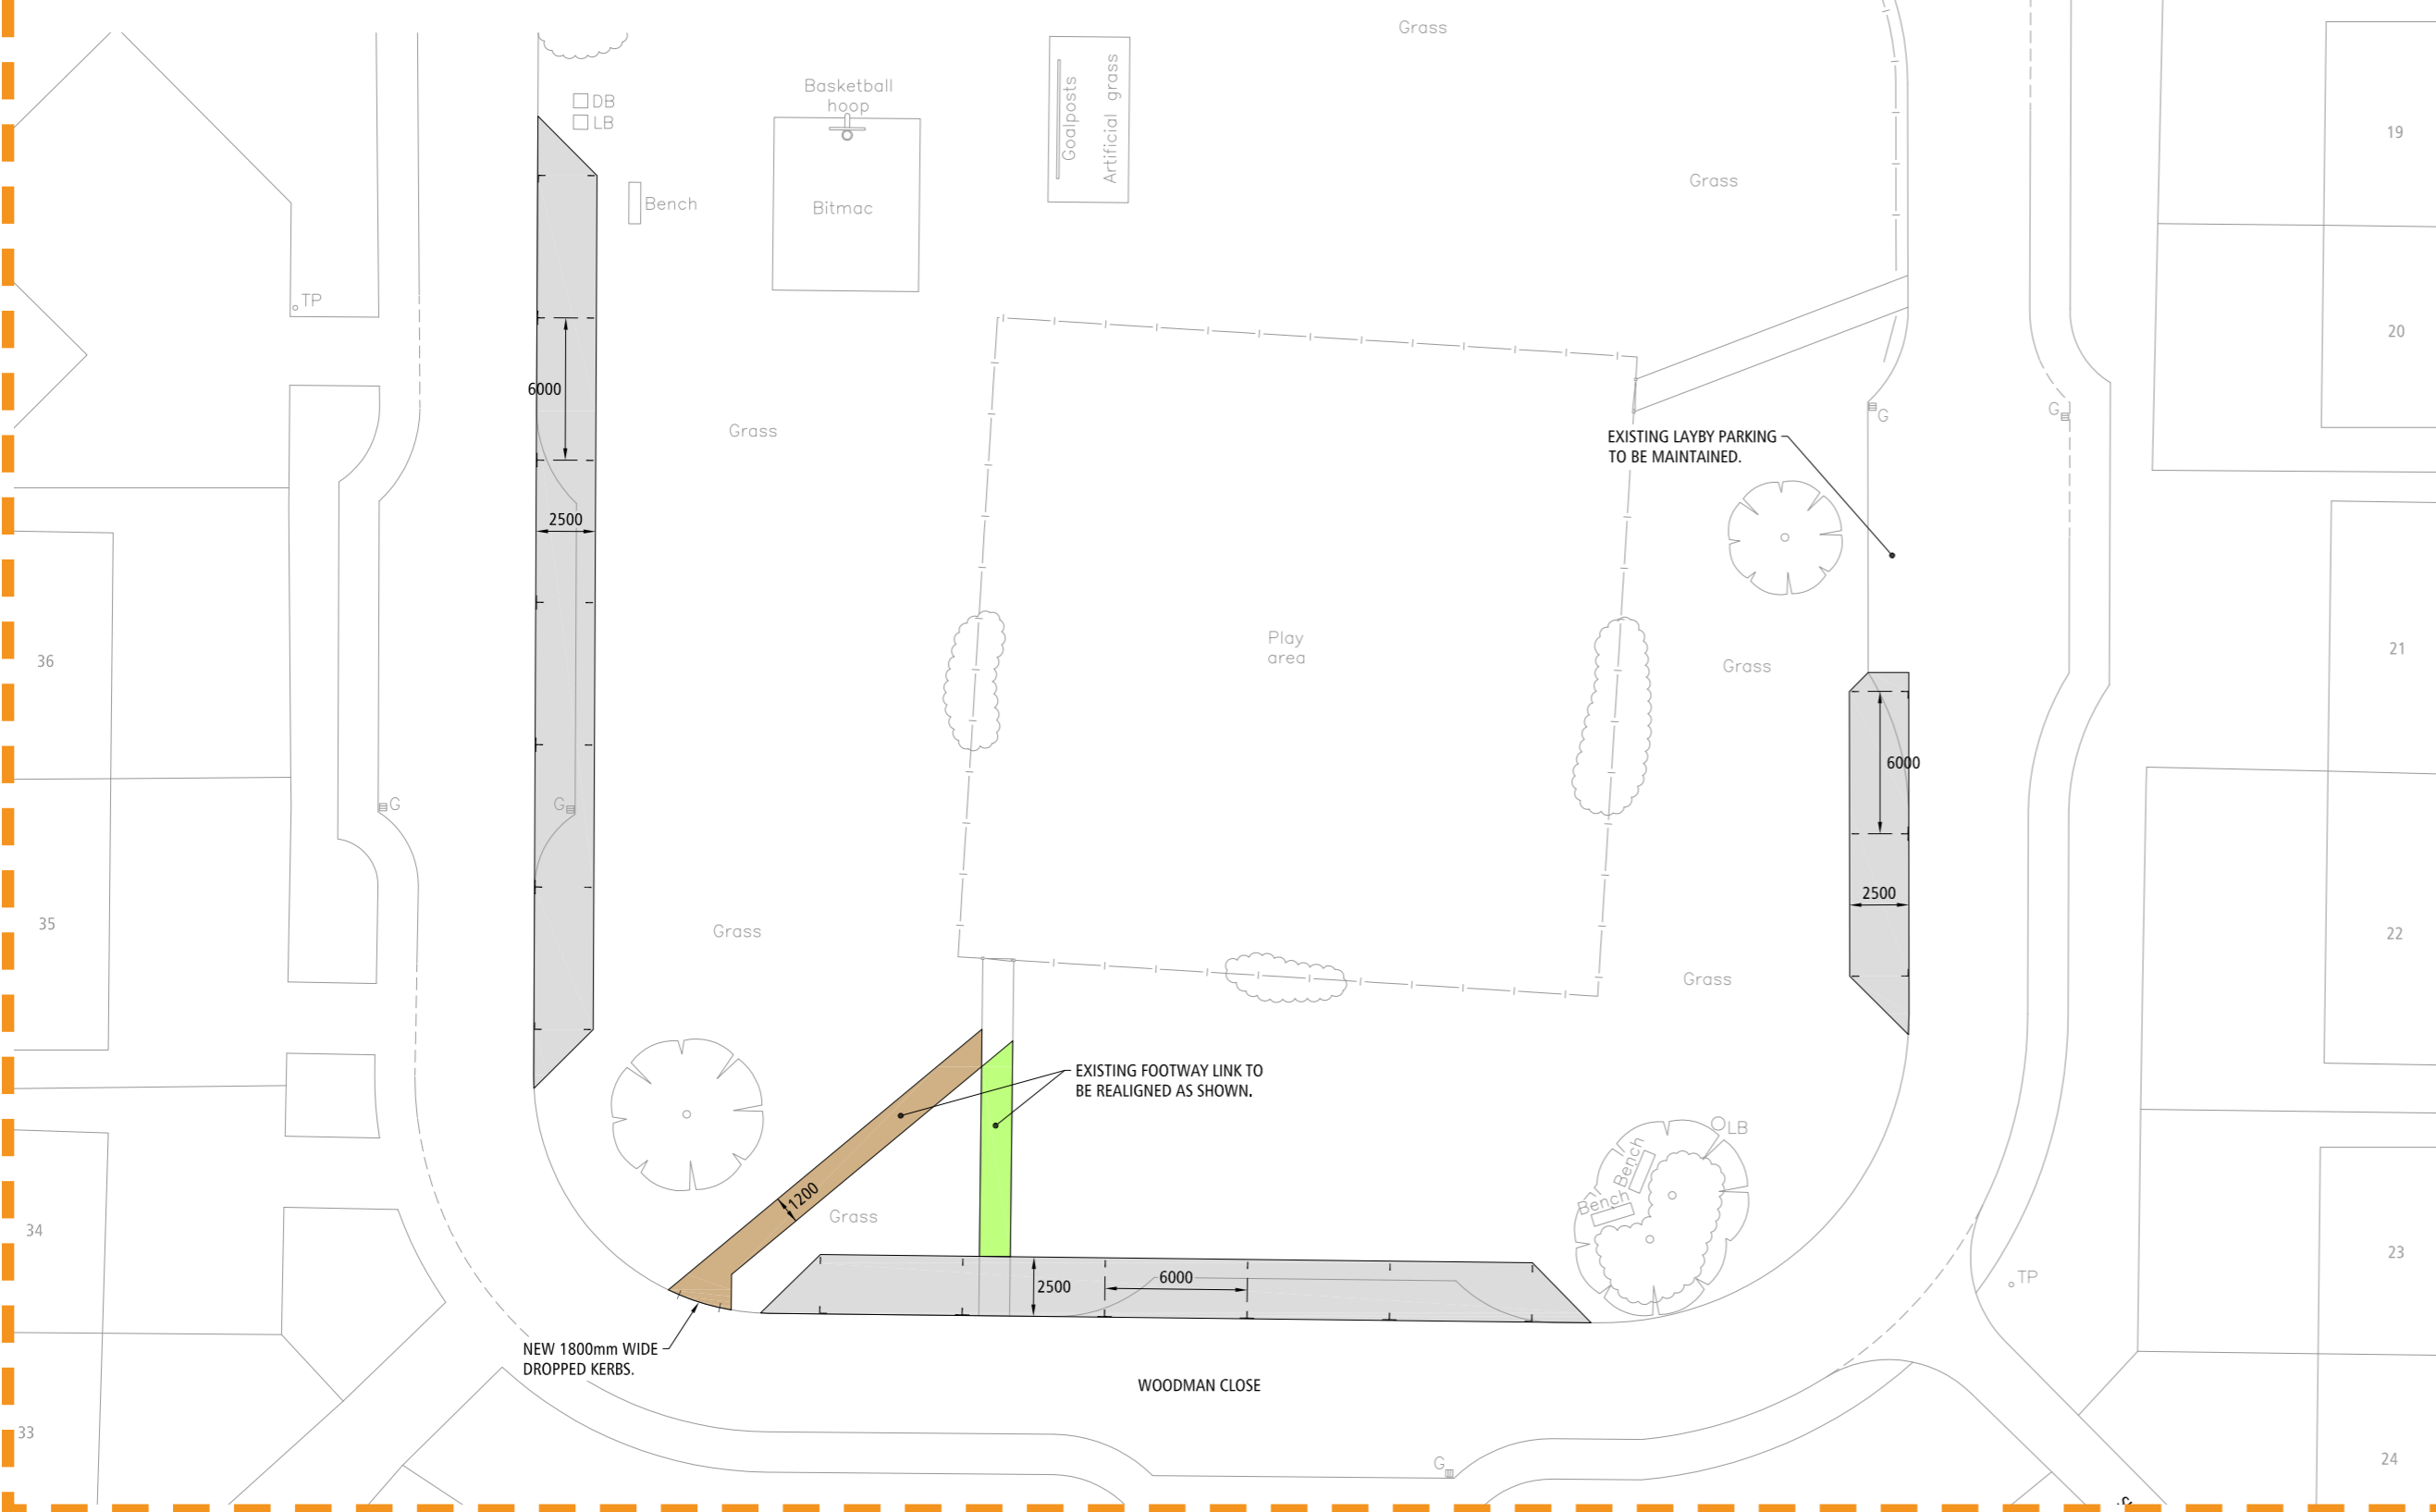 Grass
DB
LB
Basketball
hoop
Goalposts
Artificial grass
19
Grass
Bench
Bitmac
TP
20
6000
G
G
Grass
EXISTING LAYBY PARKING
TO BE MAINTAINED.
2500
Play
area
36
Grass
21
6000
G
G
2500
35
Grass
22
Grass
EXISTING FOOTWAY LINK TO
BE REALIGNED AS SHOWN.
LB
Bench
Bench
1200
Grass
34
23
TP
6000
2500
NEW 1800mm WIDE
DROPPED KERBS.
WOODMAN CLOSE
33
G
24